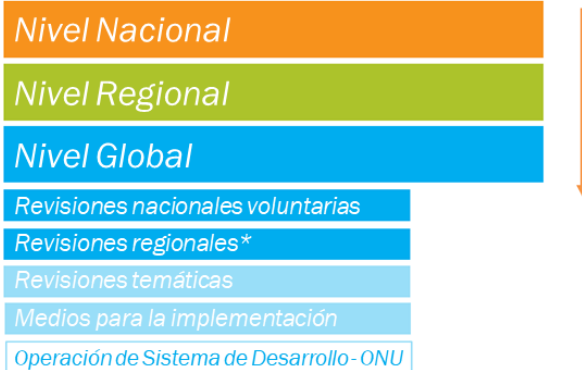 Nivel Nacional
Nivel Regional
Nivel Global
Revisiones nacionales voluntarias
Revisiones regionales*
Revisiones temáticas
Medios para la implementación
Operación de Sistema de Desarrollo - ONU